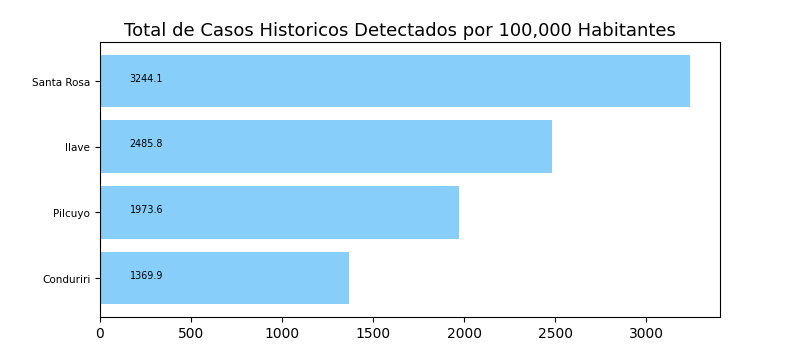 Total de Casos Historicos Detectados por 100,000 Habitantes
Santa Rosa 3244.1
Ilave 2485.8
Pilcuyo 1973.6
Conduriri 1369.9
0 500 1000 1500 2000 2500 3000